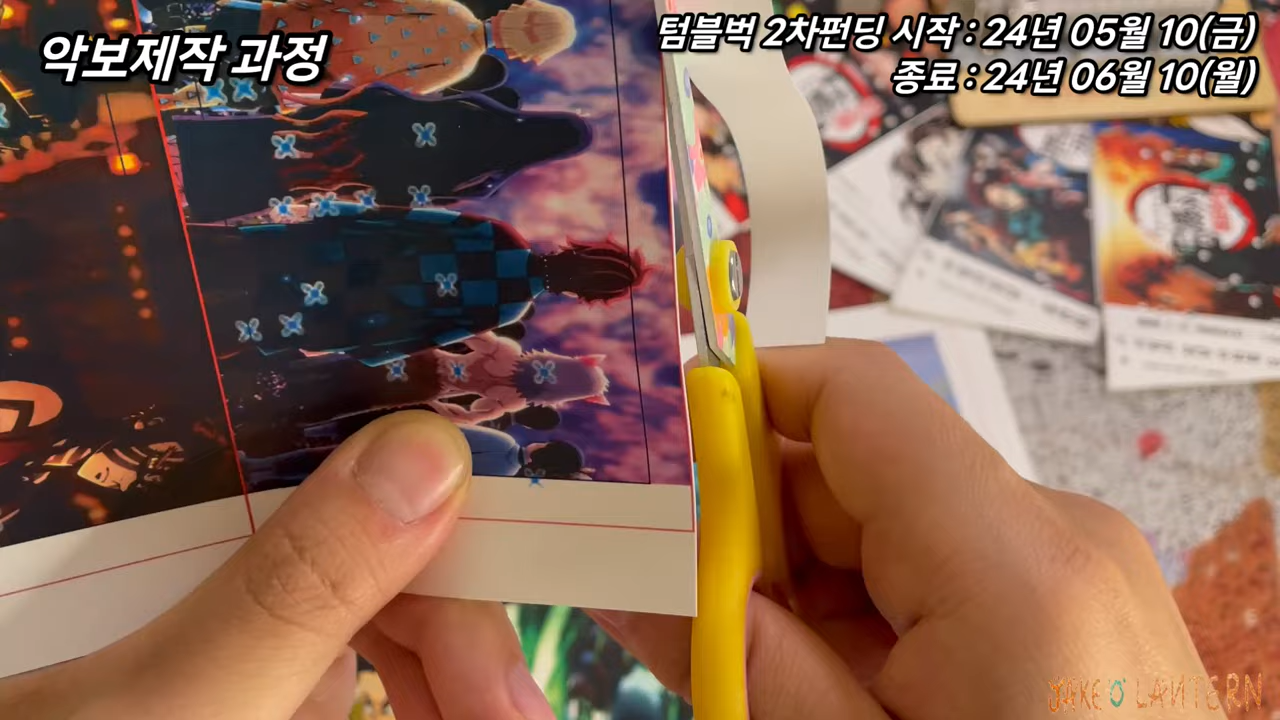 악보제작 과정
텀블벅 2차펀딩 시작 : 24년 05월 10(금)
종료 : 24년 06월 10(월)
JAKE O' LANTERN